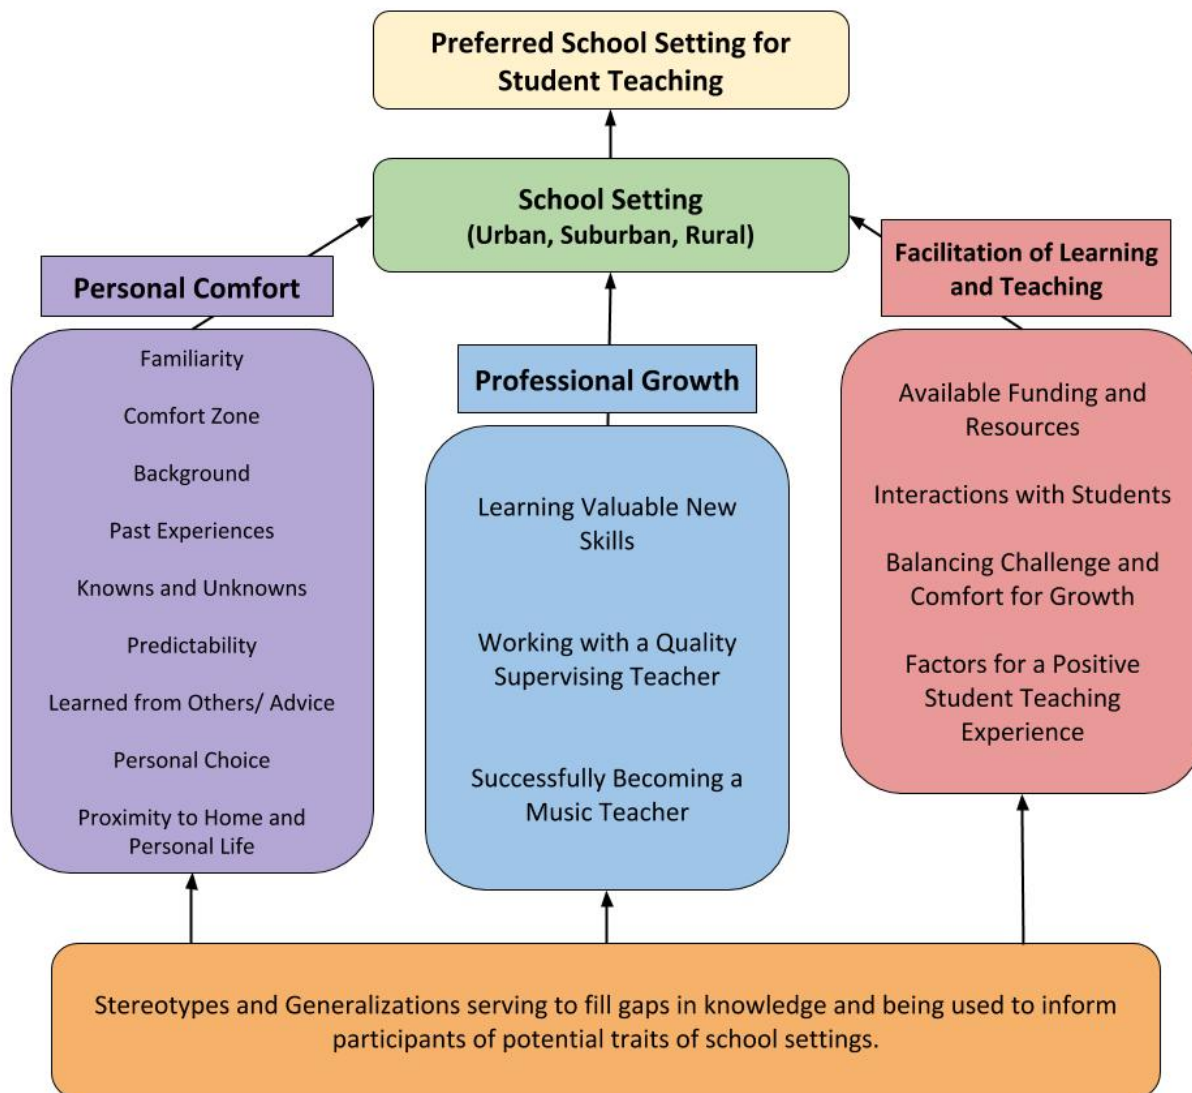 Preferred School Setting for
Student Teaching
School Setting
(Urban, Suburban, Rural)
Personal Comfort
Familiarity
Comfort Zone
Background
Past Experiences
Knowns and Unknowns
Predictability
Learned from Others/ Advice
Personal Choice
Proximity to Home and
Personal Life
Professional Growth
Learning Valuable New
Skills
Working with a Quality
Supervising Teacher
Successfully Becoming a
Music Teacher
Facilitation of Learning
and Teaching
Available Funding and
Resources
Interactions with Students
Balancing Challenge and
Comfort for Growth
Factors for a Positive
Student Teaching
Experience
Stereotypes and Generalizations serving to fill gaps in knowledge and being used to inform
participants of potential traits of school settings.